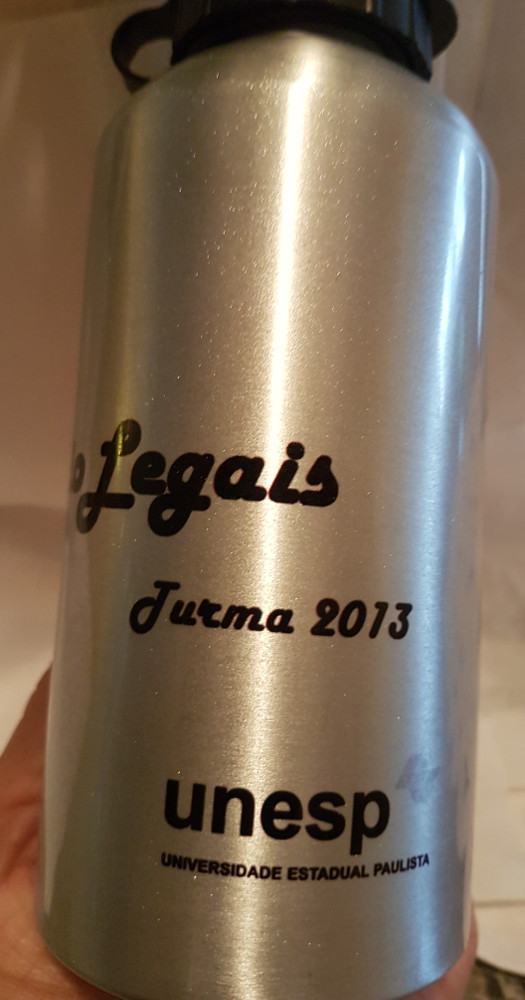 Legais
Turma 2013
unesp
UNIVERSIDADE ESTADUAL PAULISTA